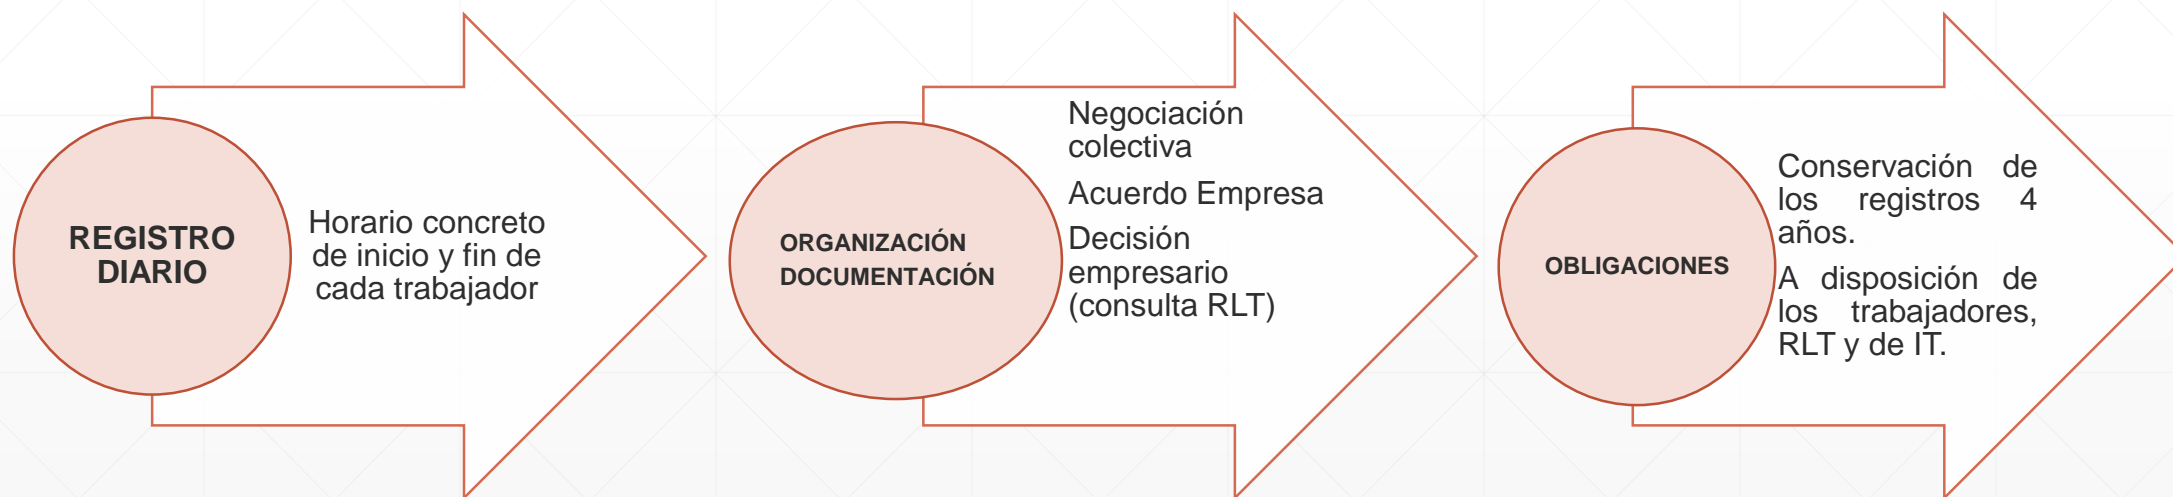 REGISTRO
DIARIO
Horario concreto
de inicio y fin de
cada trabajador
ORGANIZACIÓN
DOCUMENTACIÓN
Negociación
colectiva
Acuerdo Empresa
Decisión
empresario
(consulta RLT)
OBLIGACIONES
Conservación de
los registros 4
años.
A disposición de
los trabajadores,
RLT y de IT.